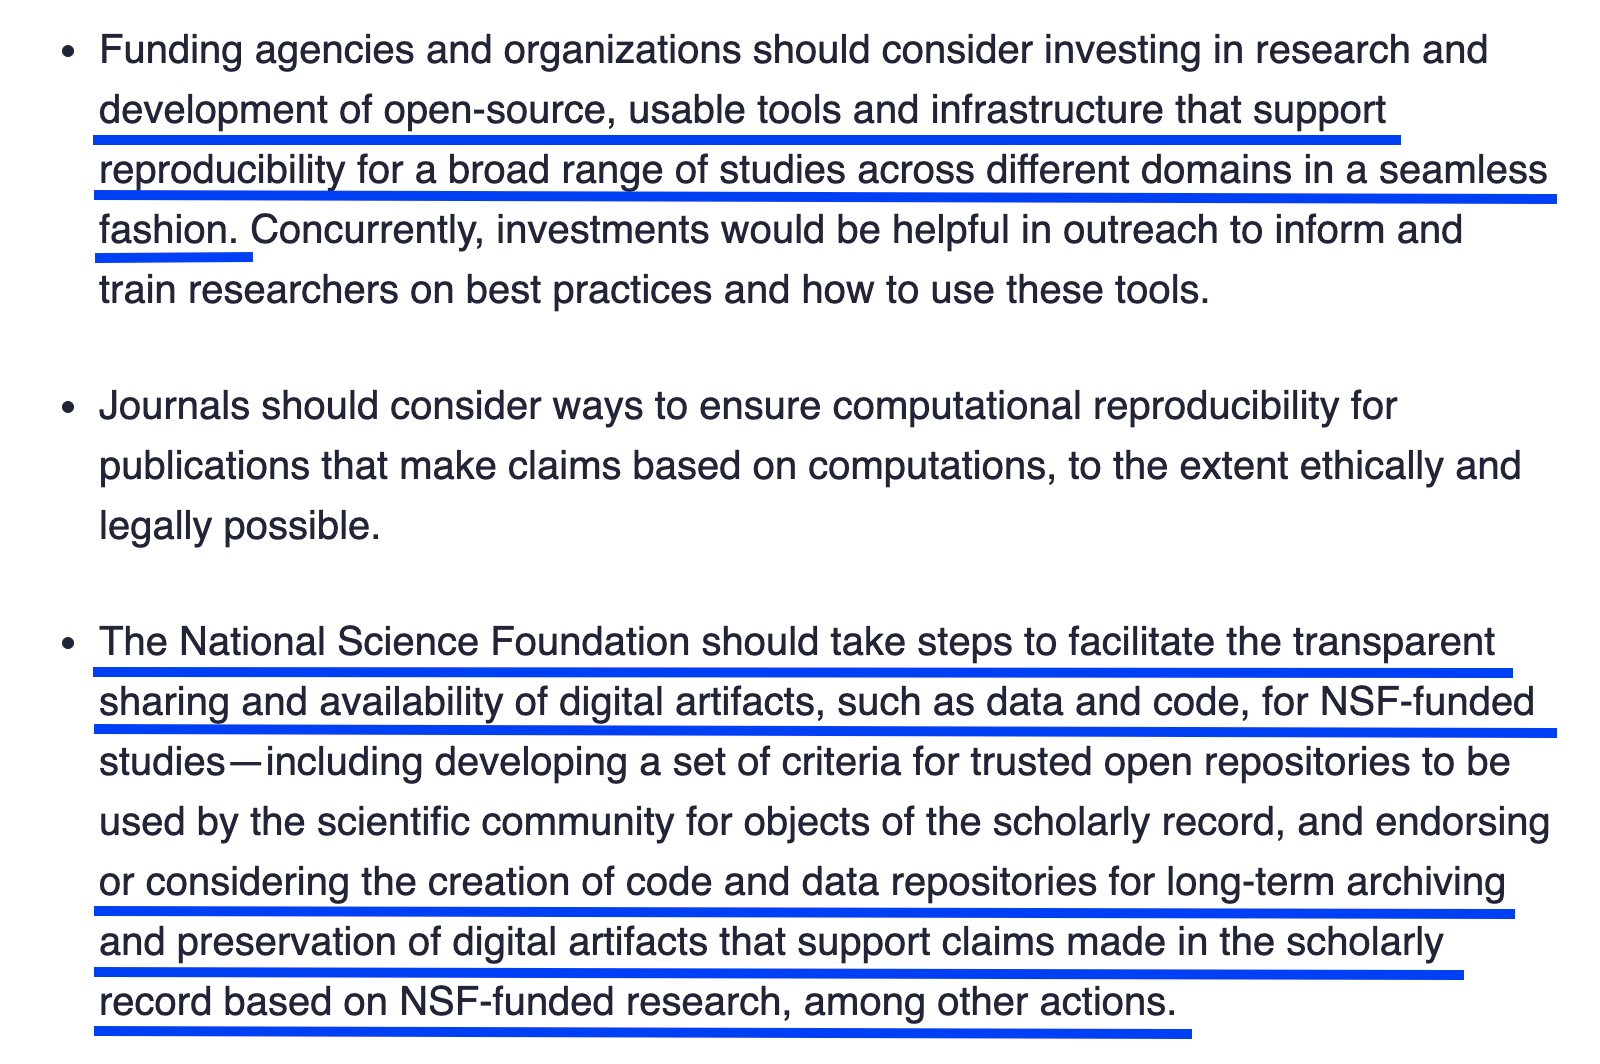 • Funding agencies and organizations should consider investing in research and
development of open-source, usable tools and infrastructure that support
reproducibility for a broad range of studies across different domains in a seamless
fashion. Concurrently, investments would be helpful in outreach to inform and
train researchers on best practices and how to use these tools.
• Journals should consider ways to ensure computational reproducibility for
publications that make claims based on computations, to the extent ethically and
legally possible.
• The National Science Foundation should take steps to facilitate the transparent
sharing and availability of digital artifacts, such as data and code, for NSF-funded
studies—including developing a set of criteria for trusted open repositories to be
used by the scientific community for objects of the scholarly record, and endorsing
or considering the creation of code and data repositories for long-term archiving
and preservation of digital artifacts that support claims made in the scholarly
record based on NSF-funded research, among other actions.